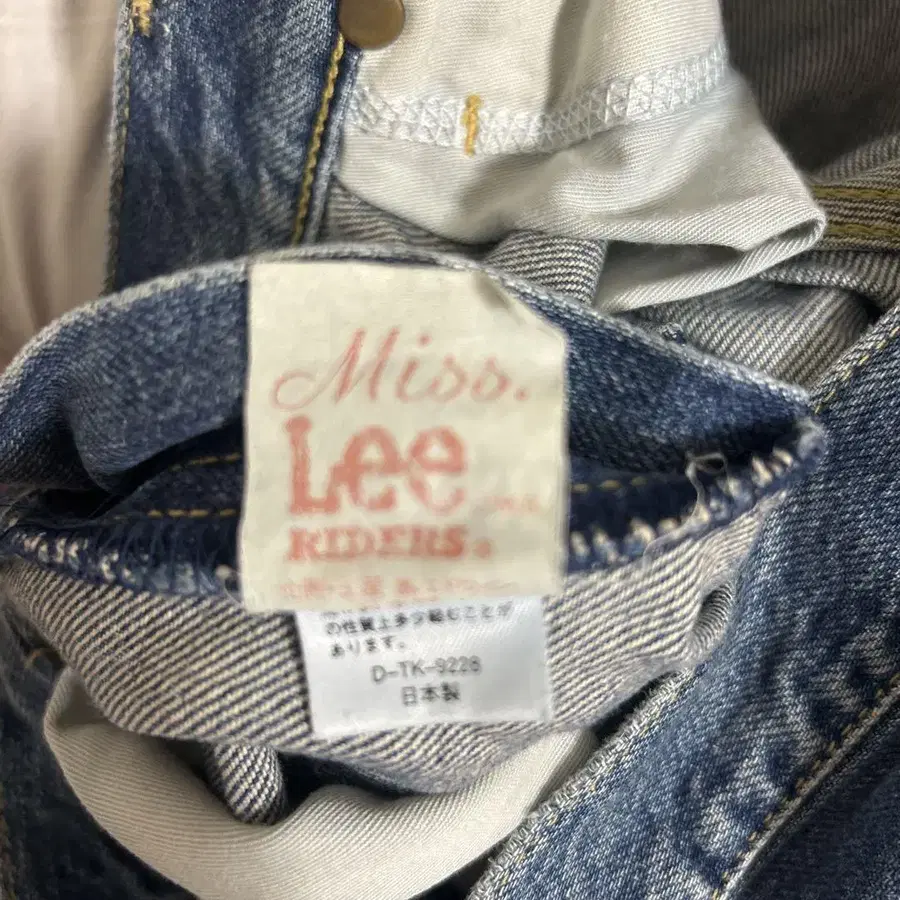 Miss.
Lee
RIDERS®
の性質上多少縮むことが
あります。
D-TK-9228
日本製